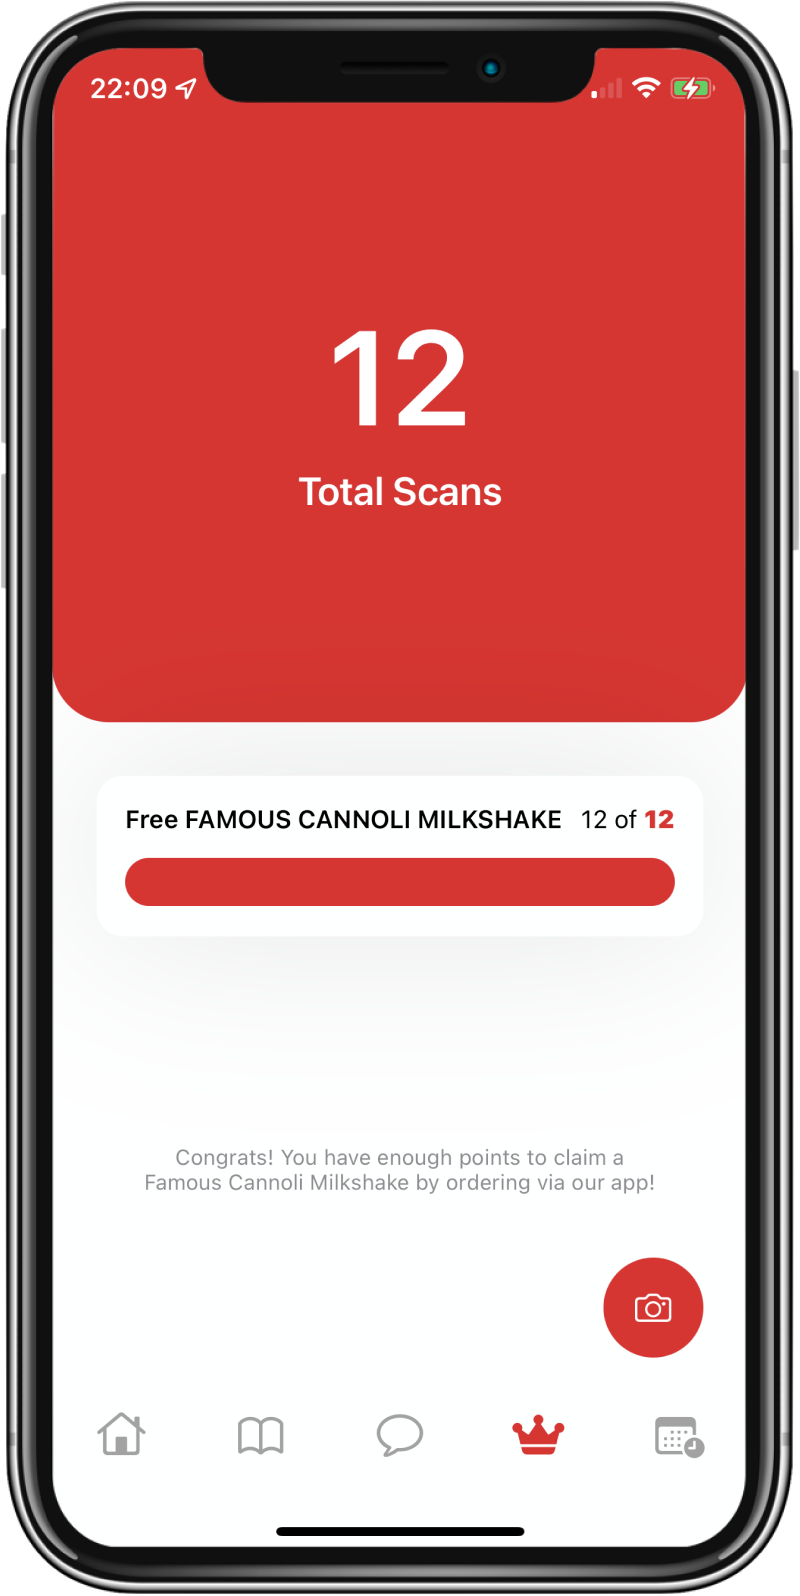 22:09
12
Total Scans
Free FAMOUS CANNOLI MILKSHAKE 12 of 12
Congrats! You have enough points to claim a
Famous Cannoli Milkshake by ordering via our app!